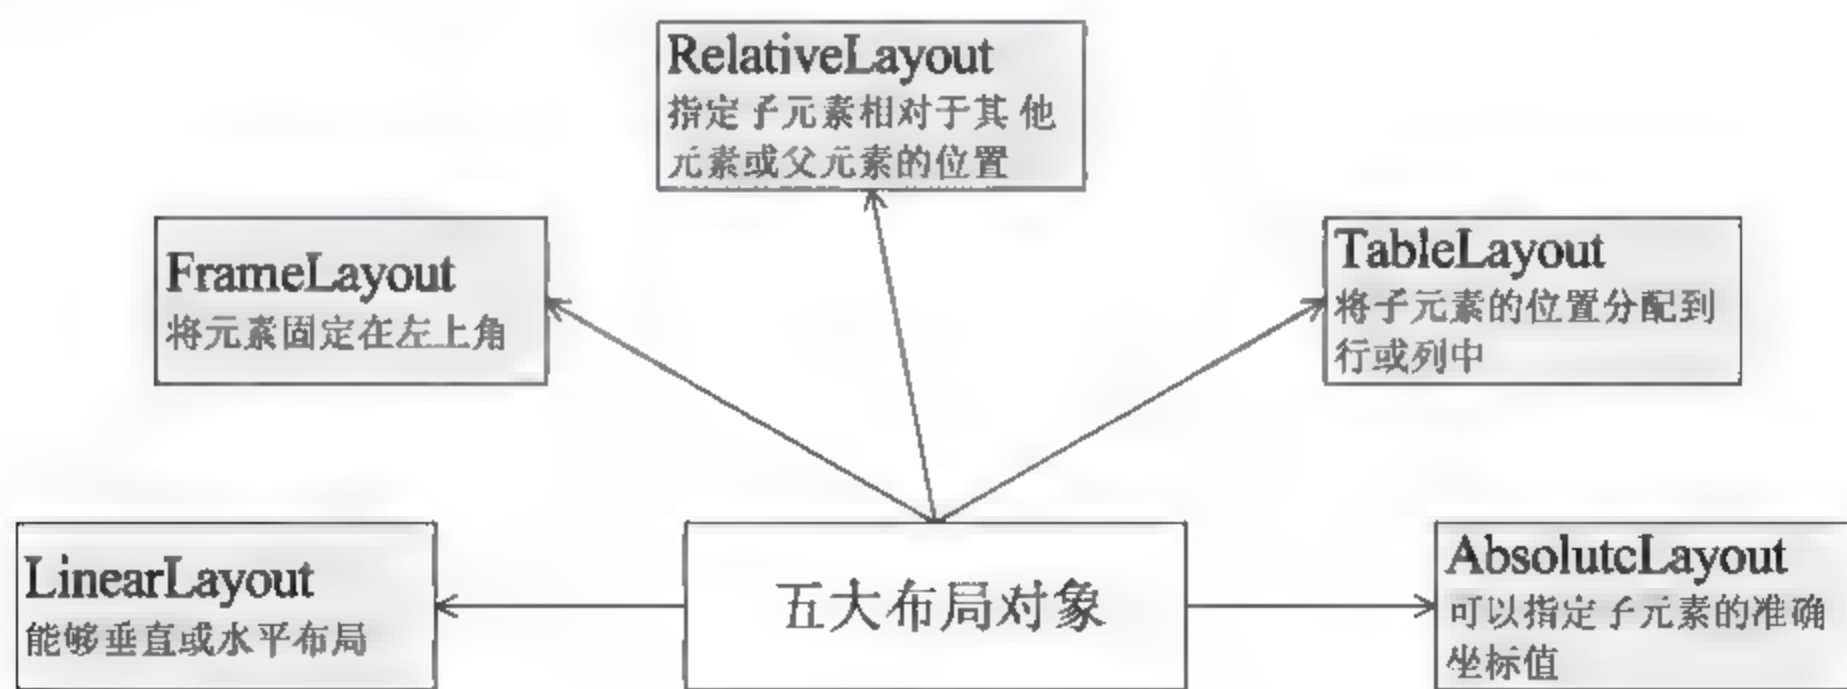 RelativeLayout
指定子元素相对于其他
元素或父元素的位置
FrameLayout
将元素固定在左上角
TableLayout
将子元素的位置分配到
行或列中
LinearLayout
能够垂直或水平布局
五大布局对象
AbsolutcLayout
可以指定子元素的准确
坐标值